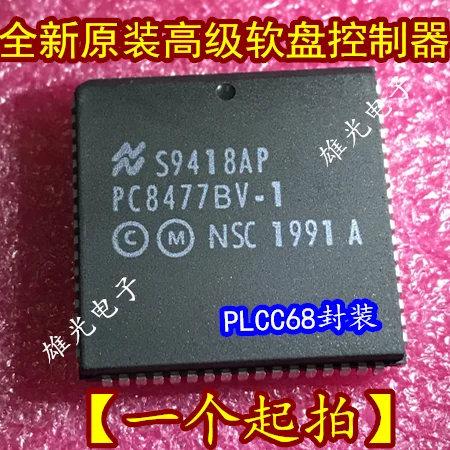 全新原装高级软盘控制器
雄光电子
S9418AP
PC8477BV-1
C M NSC 1991 A
雄光电子
PLCC68封装
【一个起拍】